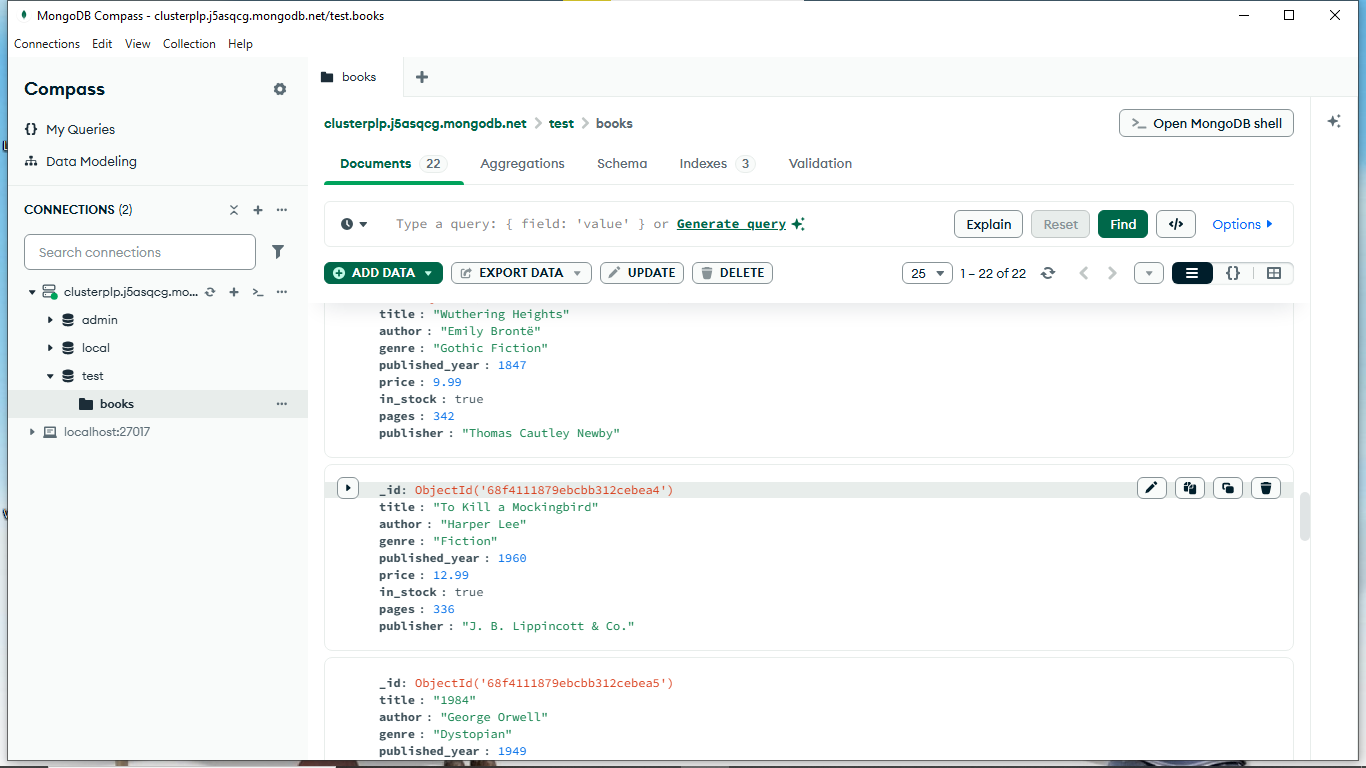 MongoDB Compass - clusterplp.j5asqcg.mongodb.net/test.books
Connections Edit View Collection Help
Compass
My Queries
Data Modeling
CONNECTIONS (2)
Search connections
clusterplp.j5asqcg.mo...
admin
local
test
books
localhost:27017
books
clusterplp.j5asqcg.mongodb.net > test > books
>_ Open MongoDB shell
Documents 22 Aggregations Schema Indexes 3 Validation
Type a query: { field: 'value' } or Generate query
Explain Reset Find </> Options
ADD DATA EXPORT DATA UPDATE DELETE
25 1 – 22 of 22 {}
title : "Wuthering Heights"
author : "Emily Brontë"
genre : "Gothic Fiction"
published_year : 1847
price : 9.99
in_stock : true
pages : 342
publisher : "Thomas Cautley Newby"
_id: ObjectId('68f4111879ebcbb312cebea4')
title : "To Kill a Mockingbird"
author : "Harper Lee"
genre : "Fiction"
published_year : 1960
price : 12.99
in_stock : true
pages : 336
publisher : "J. B. Lippincott & Co."
_id: ObjectId('68f4111879ebcbb312cebea5')
title : "1984"
author : "George Orwell"
genre : "Dystopian"
published_year : 1949